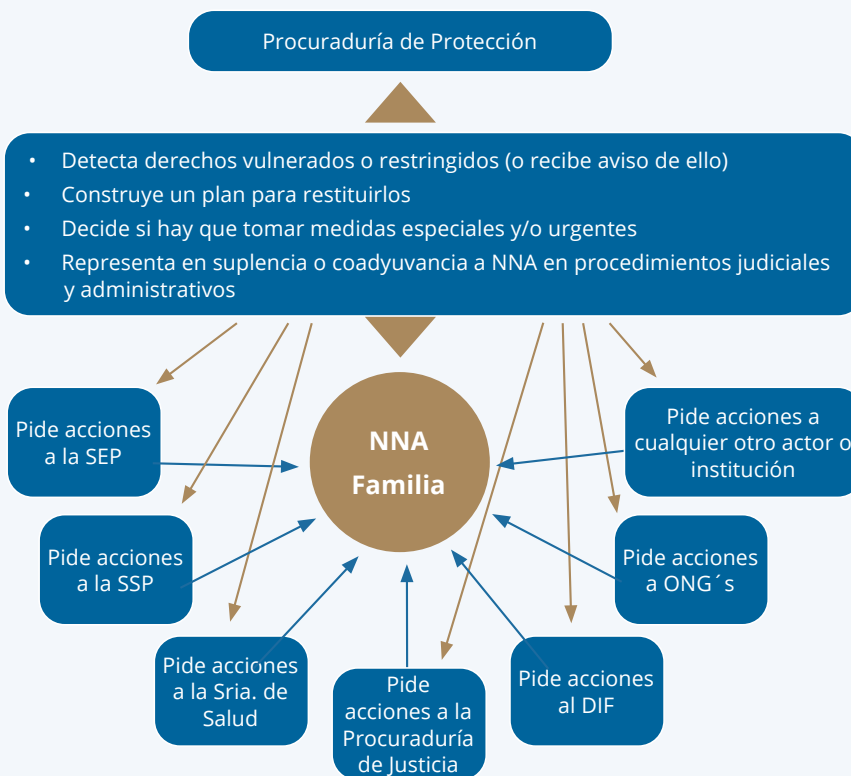 Procuraduría de Protección
• Detecta derechos vulnerados o restringidos (o recibe aviso de ello)
• Construye un plan para restituirlos
• Decide si hay que tomar medidas especiales y/o urgentes
• Representa en suplencia o coadyuvancia a NNA en procedimientos judiciales
y administrativos
NNA
Familia
Pide acciones
a la SEP
Pide acciones a
cualquier otro actor o
institución
Pide acciones
a la SSP
Pide acciones
a ONG´s
Pide acciones
a la Sria. de
Salud
Pide
acciones a la
Procuraduría
de Justicia
Pide acciones
al DIF